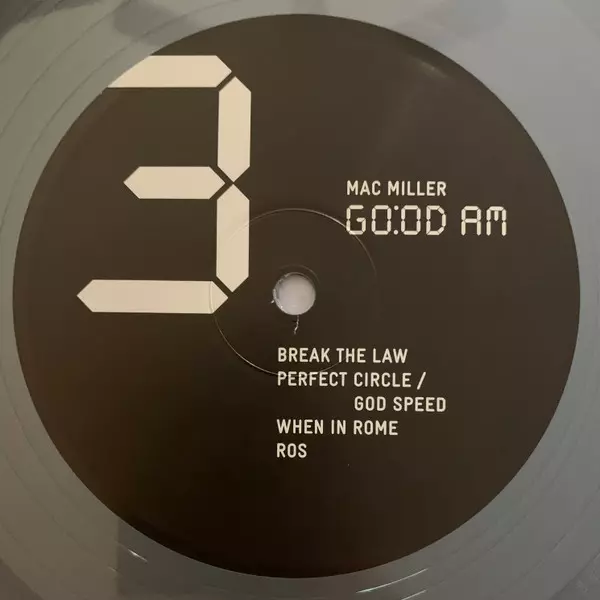 3
MAC MILLER
GO:OD AM
BREAK THE LAW
PERFECT CIRCLE /
GOD SPEED
WHEN IN ROME
ROS